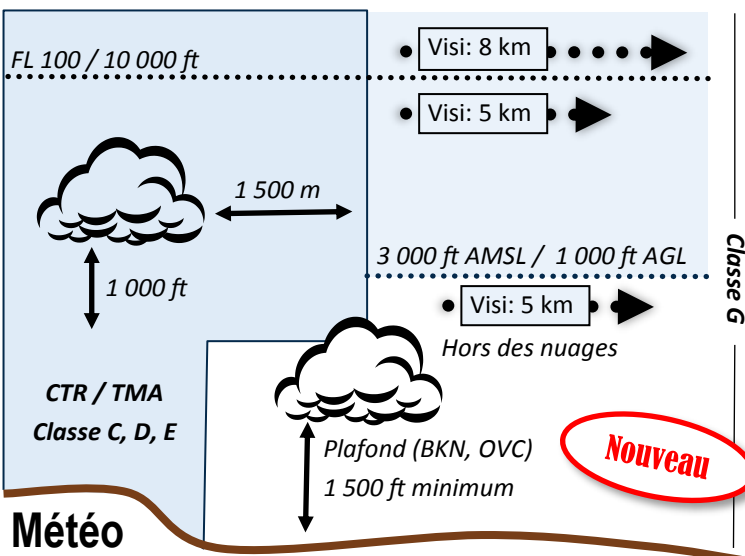 FL 100 / 10 000 ft
Visi: 8 km
Visi: 5 km
1 500 m
1 000 ft
3 000 ft AMSL / 1 000 ft AGL
Visi: 5 km
Hors des nuages
Classe G
CTR / TMA
Classe C, D, E
Plafond (BKN, OVC)
1 500 ft minimum
Nouveau
Météo